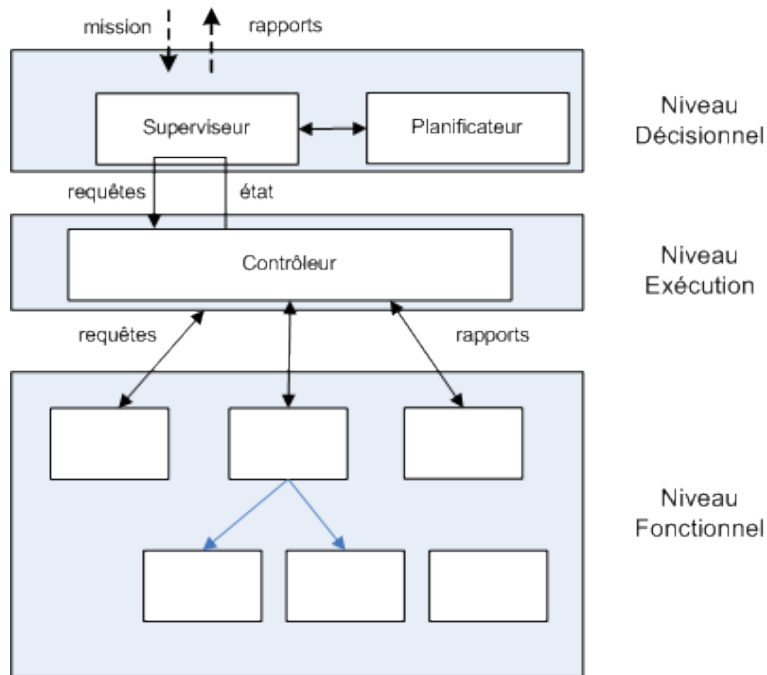 mission
rapports
Superviseur
Planificateur
Niveau
Décisionnel
requêtes
état
Contrôleur
Niveau
Exécution
requêtes
rapports
Niveau
Fonctionnel